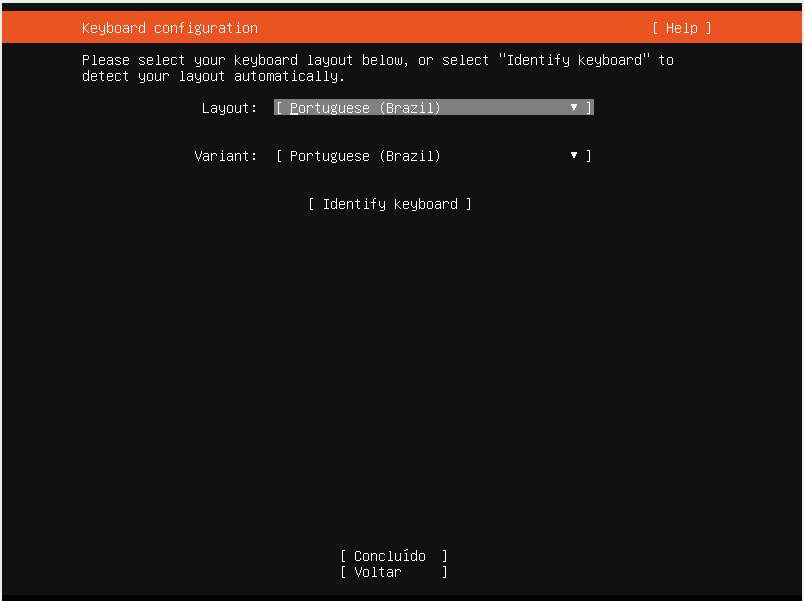 Keyboard configuration [ Help ]
Please select your keyboard layout below, or select "Identify keyboard" to
detect your layout automatically.
Layout: [ Portuguese (Brazil) ▼ ]
Variant: [ Portuguese (Brazil) ▼ ]
[ Identify keyboard ]
[ Concluído ]
[ Voltar ]